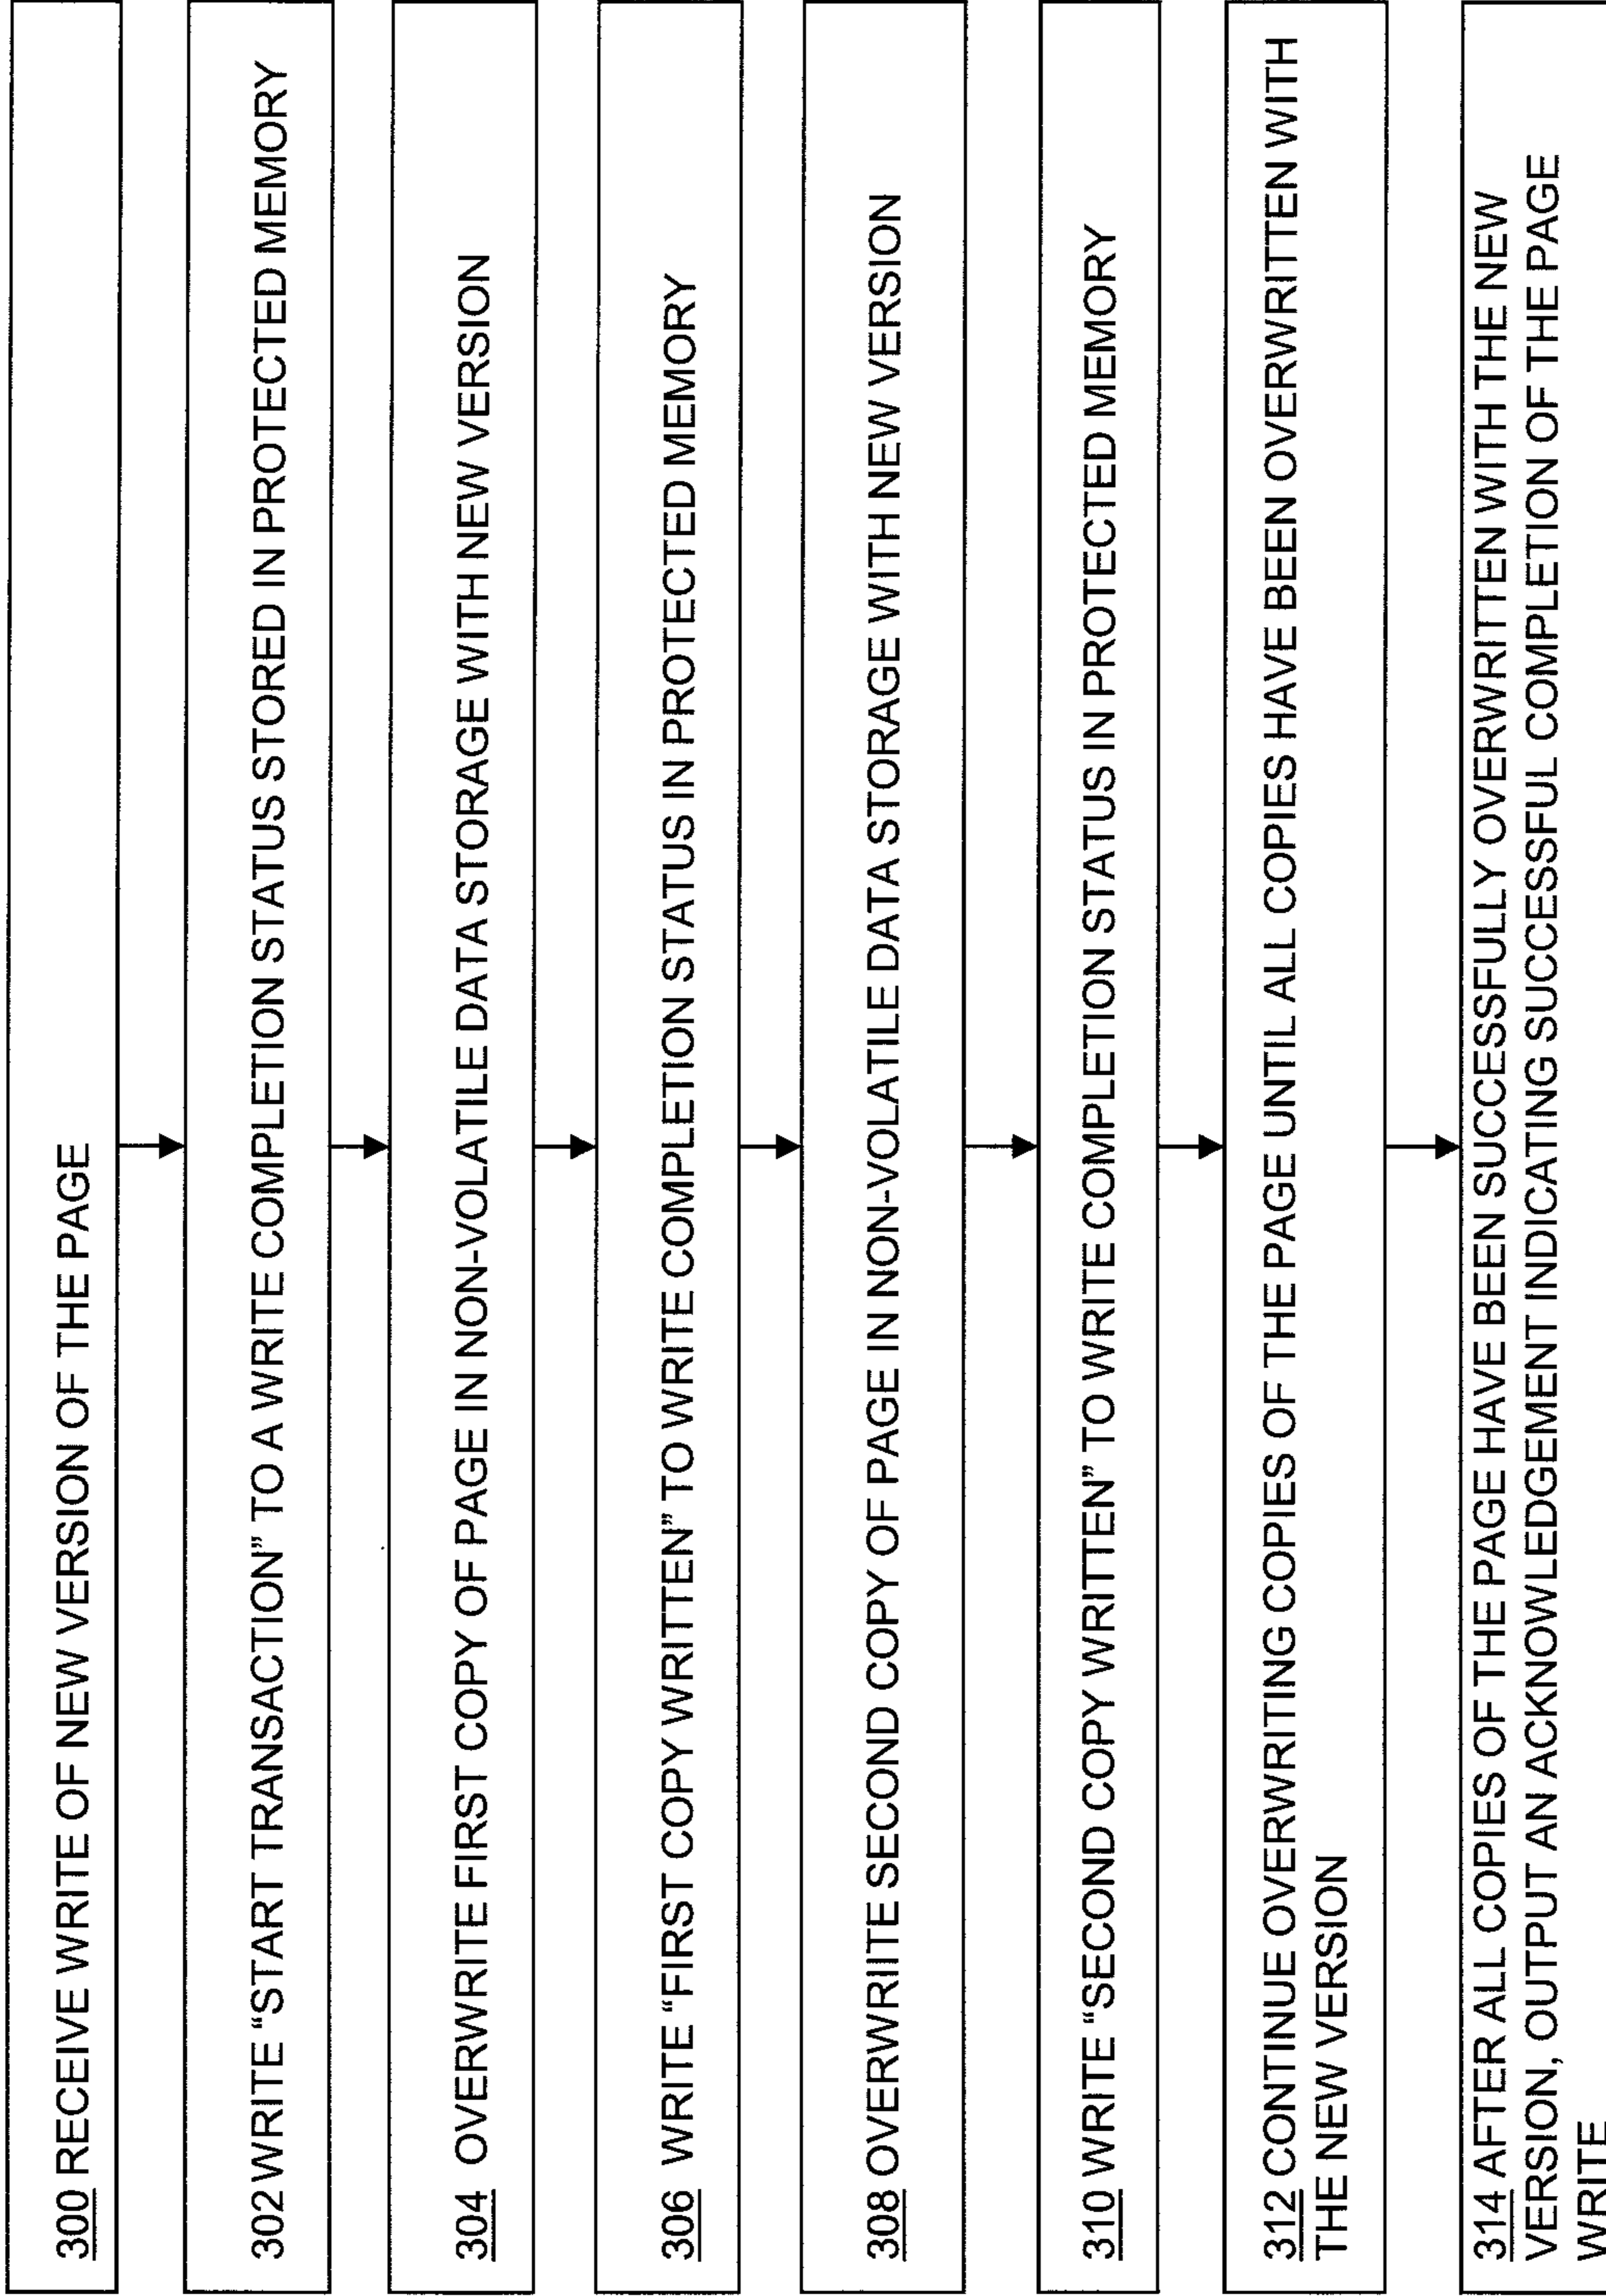 300 RECEIVE WRITE OF NEW VERSION OF THE PAGE
302 WRITE “START TRANSACTION” TO A WRITE COMPLETION STATUS STORED IN PROTECTED MEMORY
304 OVERWRITE FIRST COPY OF PAGE IN NON-VOLATILE DATA STORAGE WITH NEW VERSION
306 WRITE “FIRST COPY WRITTEN” TO WRITE COMPLETION STATUS IN PROTECTED MEMORY
308 OVERWRIITE SECOND COPY OF PAGE IN NON-VOLATILE DATA STORAGE WITH NEW VERSION
310 WRITE “SECOND COPY WRITTEN” TO WRITE COMPLETION STATUS IN PROTECTED MEMORY
312 CONTINUE OVERWRITING COPIES OF THE PAGE UNTIL ALL COPIES HAVE BEEN OVERWRITTEN WITH
THE NEW VERSION
314 AFTER ALL COPIES OF THE PAGE HAVE BEEN SUCCESSFULLY OVERWRITTEN WITH THE NEW
VERSION, OUTPUT AN ACKNOWLEDGEMENT INDICATING SUCCESSFUL COMPLETION OF THE PAGE
WRITE